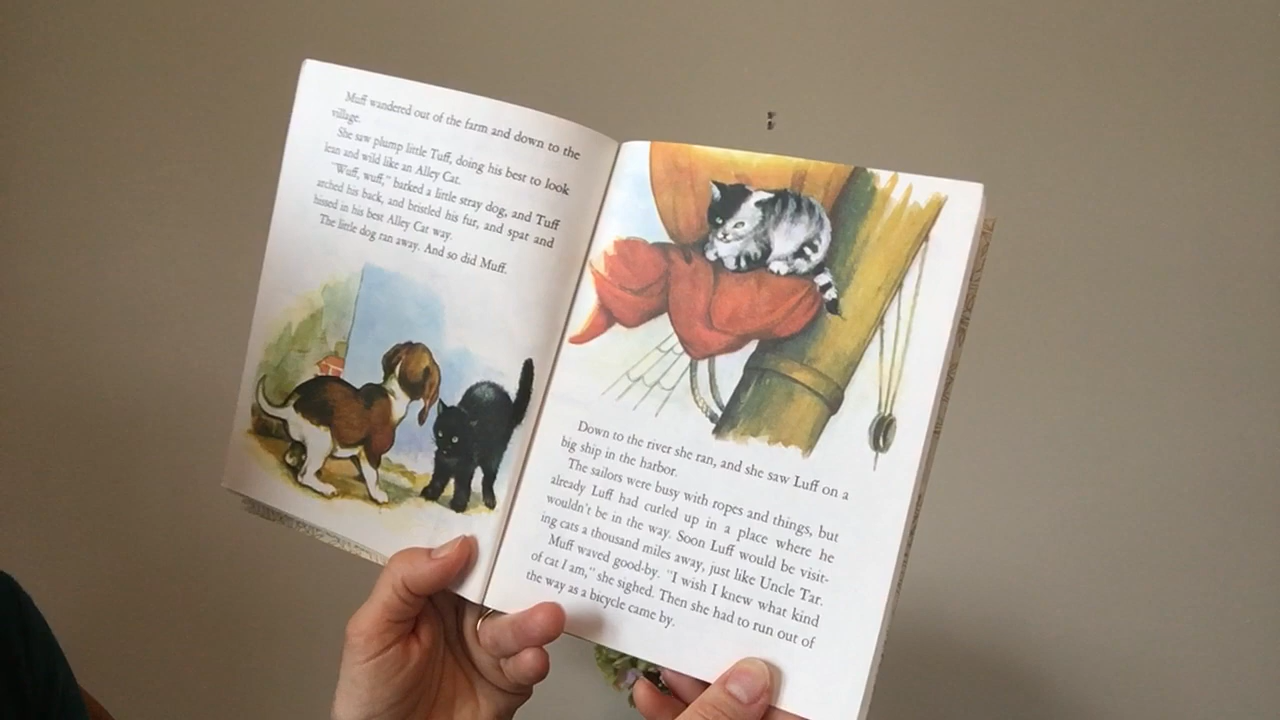 Muff wandered out of the farm and down to the
village.
She saw plump little Tuff, doing his best to look
lean and wild like an Alley Cat.
"Wuff, wuff," barked a little stray dog, and Tuff
arched his back, and bristled his fur, and spat and
hissed in his best Alley Cat way.
The little dog ran away. And so did Muff.
Down to the river she ran, and she saw Luff on a
big ship in the harbor.
The sailors were busy with ropes and things, but
already Luff had curled up in a place where he
wouldn't be in the way. Soon Luff would be visit-
ing cats a thousand miles away, just like Uncle Tar.
Muff waved good-by. "I wish I knew what kind
of cat I am," she sighed. Then she had to run out of
the way as a bicycle came by.